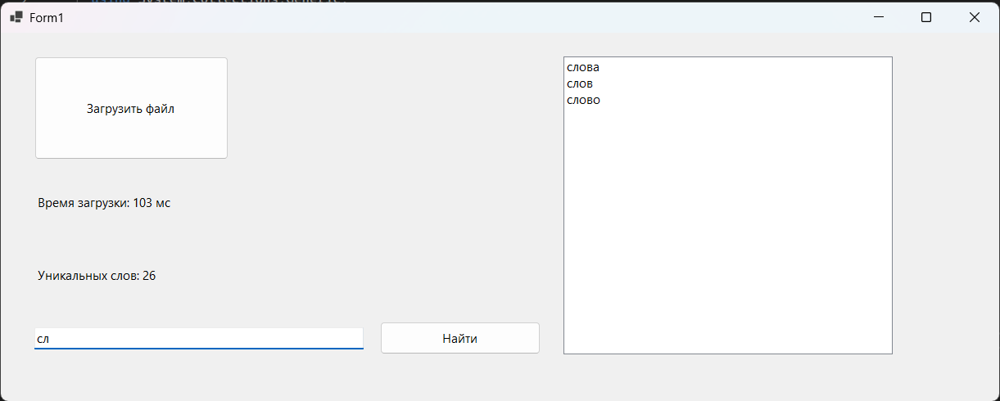 Form1
Загрузить файл
Время загрузки: 103 мс
Уникальных слов: 26
сл
Найти
слова
слов
слово